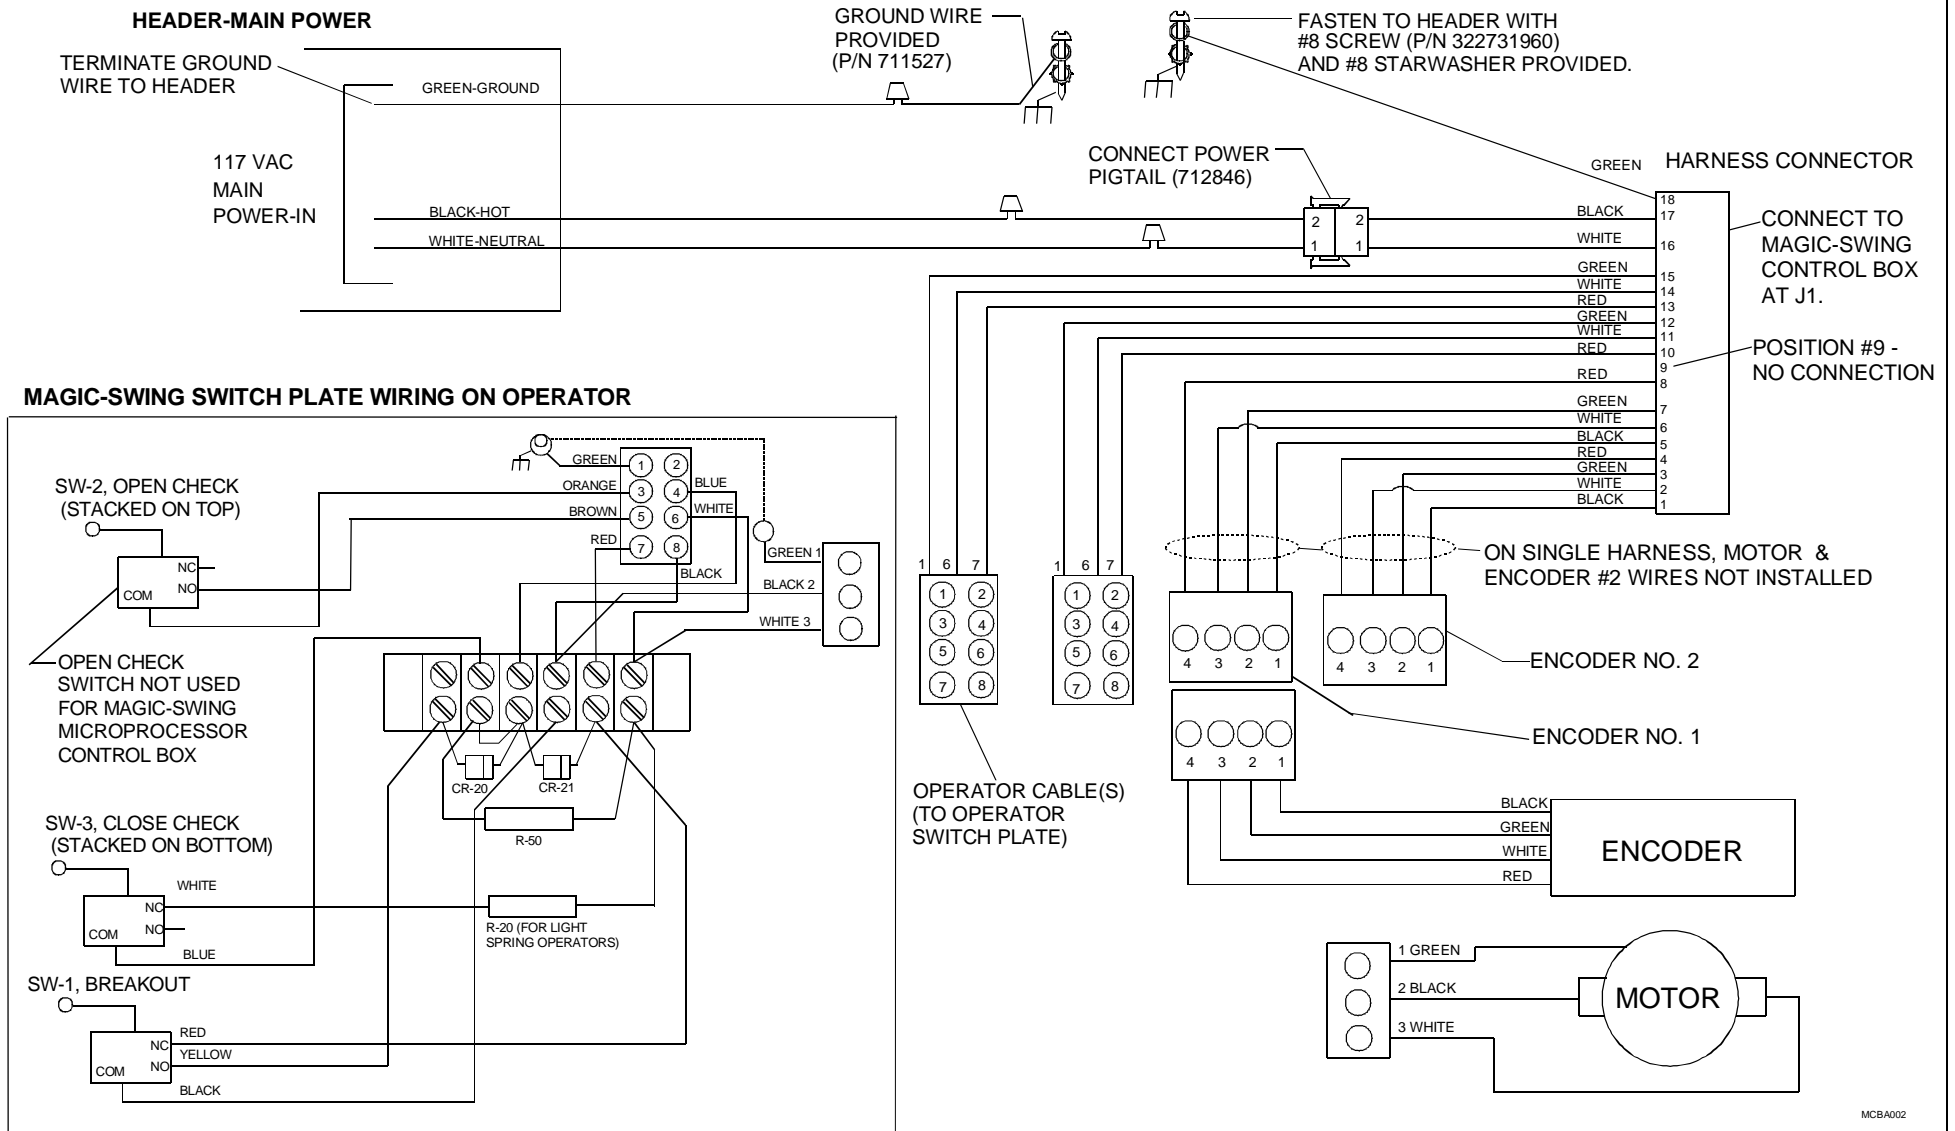 HEADER-MAIN POWER
TERMINATE GROUND
WIRE TO HEADER
GREEN-GROUND
117 VAC
MAIN
POWER-IN
BLACK-HOT
WHITE-NEUTRAL
GROUND WIRE
PROVIDED
(P/N 711527)
FASTEN TO HEADER WITH
#8 SCREW (P/N 322731960)
AND #8 STARWASHER PROVIDED.
CONNECT POWER
PIGTAIL (712846)
2 2
1 1
GREEN
HARNESS CONNECTOR
18
BLACK 17
WHITE 16
GREEN 15
WHITE 14
RED 13
GREEN 12
WHITE 11
RED 10
9
RED 8
GREEN 7
WHITE 6
BLACK 5
RED 4
GREEN 3
WHITE 2
BLACK 1
CONNECT TO
MAGIC-SWING
CONTROL BOX
AT J1.
POSITION #9 -
NO CONNECTION
ON SINGLE HARNESS, MOTOR &
ENCODER #2 WIRES NOT INSTALLED
MAGIC-SWING SWITCH PLATE WIRING ON OPERATOR
SW-2, OPEN CHECK
(STACKED ON TOP)
NC
COM
NO
GREEN
ORANGE
BROWN
RED
1 2
3 4
5 6
7 8
BLUE
WHITE
BLACK
GREEN 1
BLACK 2
WHITE 3
OPEN CHECK
SWITCH NOT USED
FOR MAGIC-SWING
MICROPROCESSOR
CONTROL BOX
CR-20
CR-21
R-50
SW-3, CLOSE CHECK
(STACKED ON BOTTOM)
WHITE
NC
COM
NO
BLUE
R-20 (FOR LIGHT
SPRING OPERATORS)
SW-1, BREAKOUT
RED
NC
YELLOW
COM
NO
BLACK
1 6 7
1 2
3 4
5 6
7 8
1 6 7
1 2
3 4
5 6
7 8
OPERATOR CABLE(S)
(TO OPERATOR
SWITCH PLATE)
4 3 2 1
4 3 2 1
ENCODER NO. 2
ENCODER NO. 1
4 3 2 1
BLACK
GREEN
WHITE
RED
ENCODER
1 GREEN
2 BLACK
3 WHITE
MOTOR
MCBA002